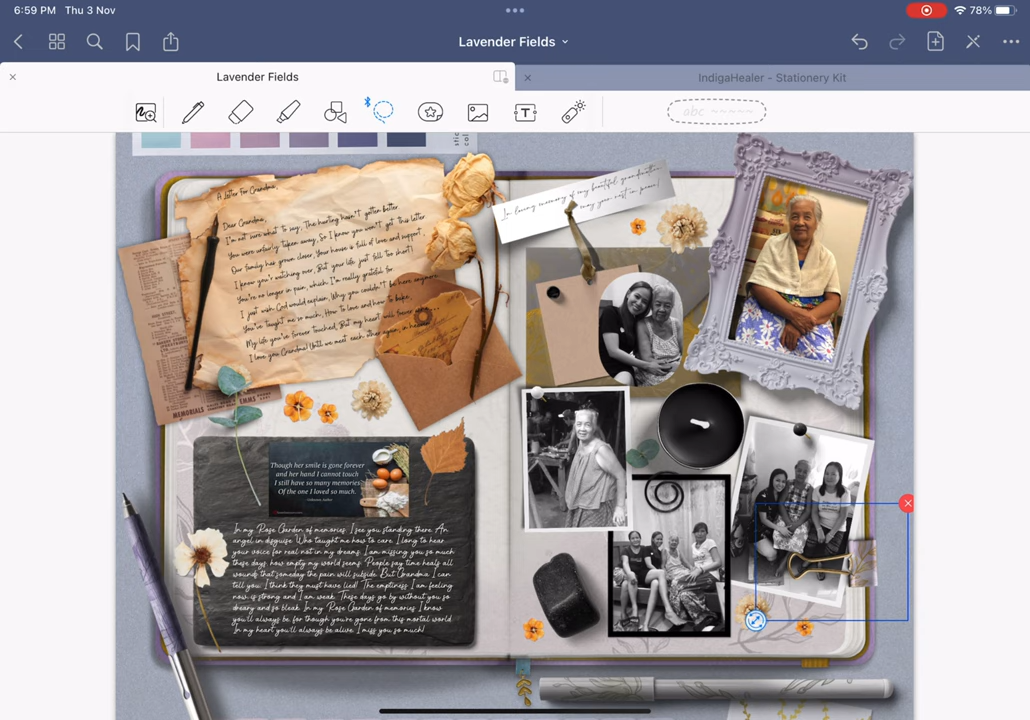 6:59 PM Thu 3 Nov
78%
Lavender Fields
Lavender Fields
IndigaHealer - Stationery Kit
abc
T
A Letter For Grandma,
Dear Grandma,
I'm not sure what to say, The hurting hasn't gotten better
You were unfairly taken away, So I know you won't get this letter
Our family has grown closer, Your house is full of love and support,
I know you're watching over, But your life just fell too short!
You're no longer in pain, which I'm really grateful for
I just wish God would explain, Why you couldn't be here anymore
You've taught me so much, How to love and how to bake,
My life you've forever touched, But my heart will forever
I love you Grandma! Until we meet each other again, in heaven
In loving memory of my beautiful grandmother
enjoy your rest in peace!
MEMORIALS
Though her smile is gone forever
and her hand I cannot touch
I still have so many memories
Of the one I loved so much.
In my Rose Garden of memories, I see you standing there. An
angel in disguise. Who taught me how to care. I long to hear
your voice for real not in my dreams. I am missing you so much
these days how empty my world seems. People say time heals all
wounds that someday the pain will subside. But Grandma I can
tell you, I think they must have lied! The emptiness I am feeling
now is strong and I am weak. These days go by without you so
dreary and so bleak. In my Rose Garden of memories I know
you'll always be, for though you're gone from this mortal world.
In my heart you'll always be alive. I miss you so much!